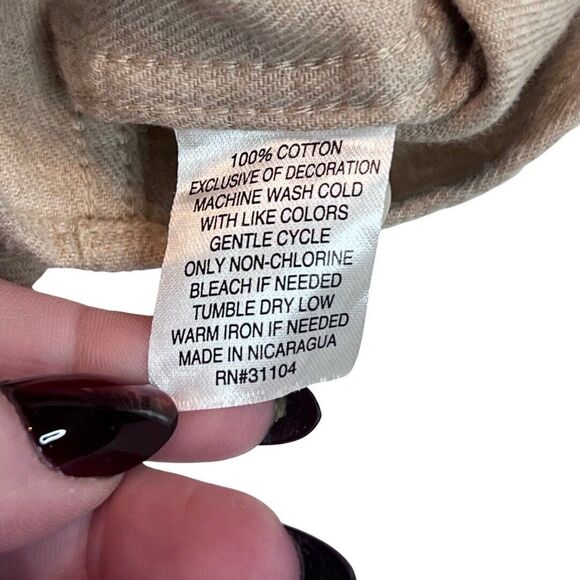 100% COTTON
EXCLUSIVE OF DECORATION
MACHINE WASH COLD
WITH LIKE COLORS
GENTLE CYCLE
ONLY NON-CHLORINE
BLEACH IF NEEDED
TUMBLE DRY LOW
WARM IRON IF NEEDED
MADE IN NICARAGUA
RN#31104